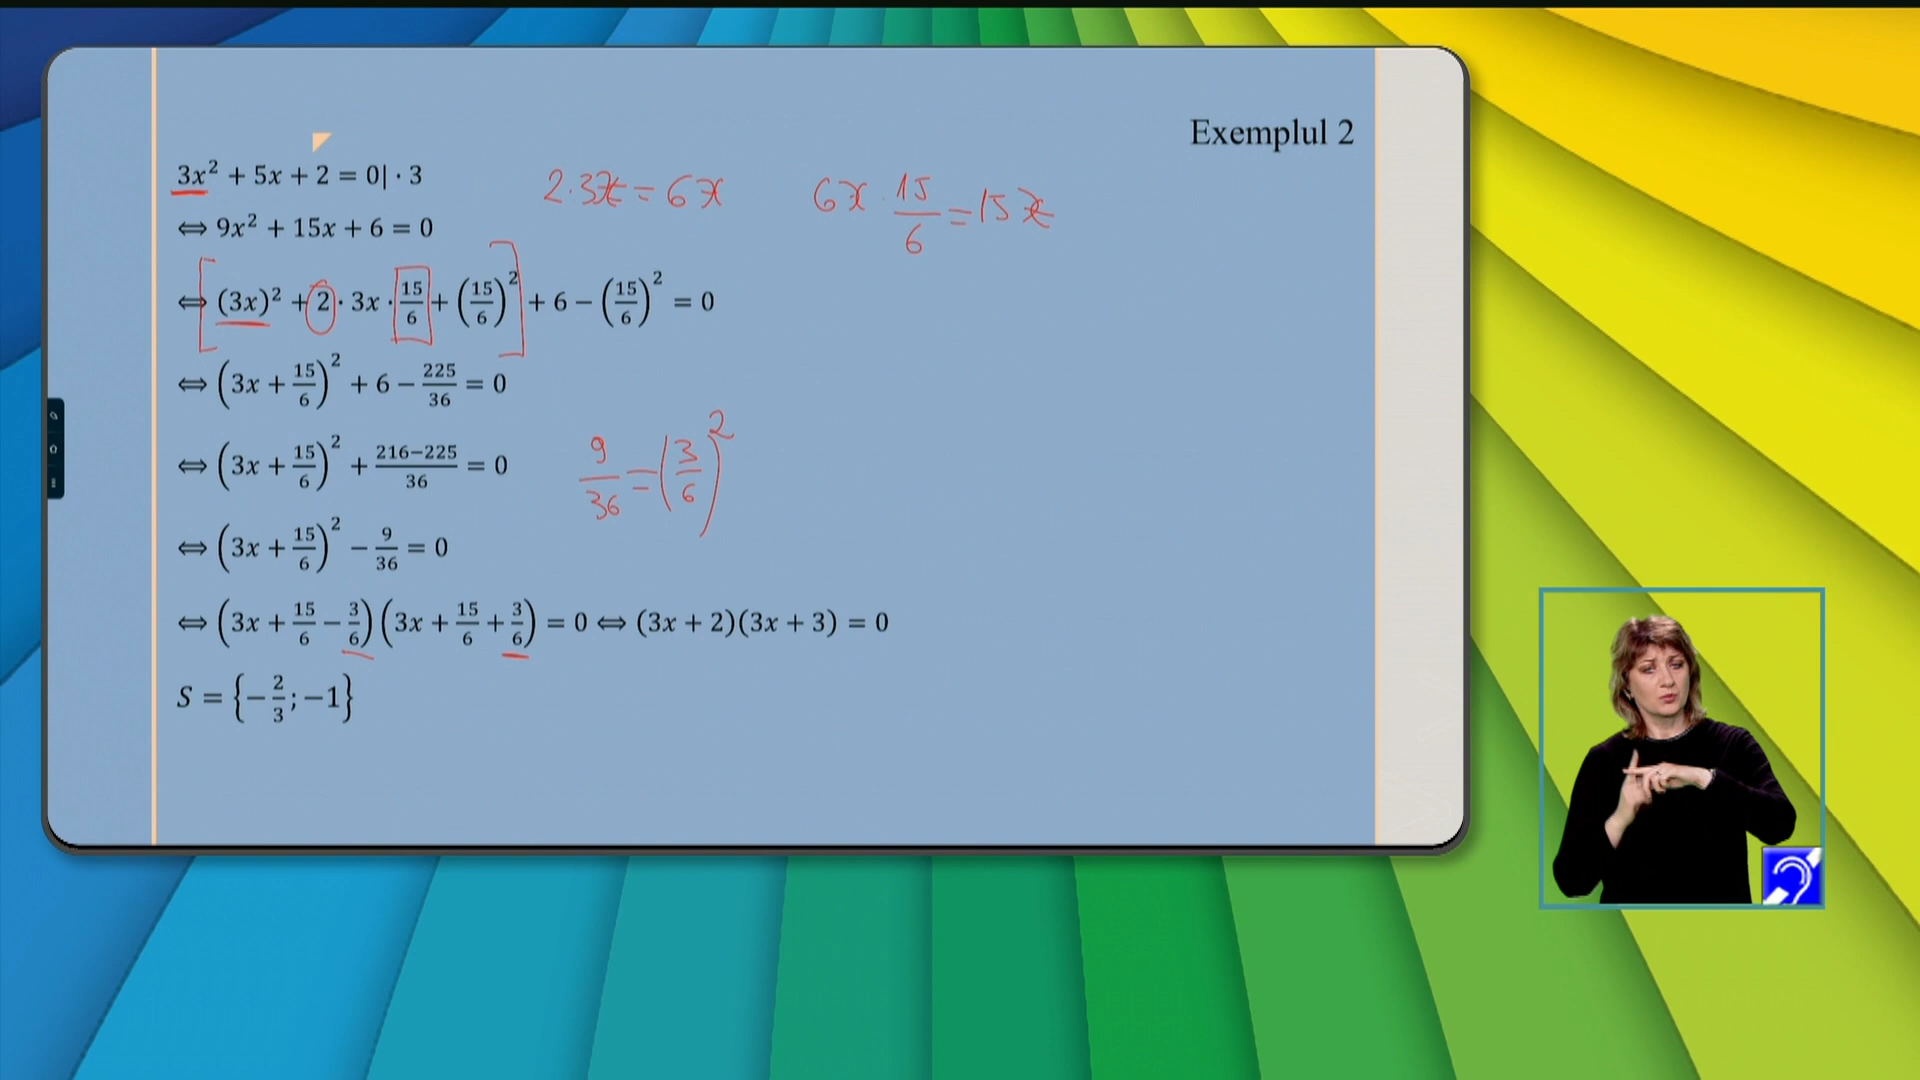 Exemplul 2
3x² + 5x + 2 = 0| · 3
2·3x = 6x
6x · 15/6 = 15x
⇔ 9x² + 15x + 6 = 0
⇔ [(3x)² + 2 · 3x · 15/6 + (15/6)²] + 6 − (15/6)² = 0
⇔ (3x + 15/6)² + 6 − 225/36 = 0
⇔ (3x + 15/6)² + (216−225)/36 = 0
9/36 = (3/6)²
⇔ (3x + 15/6)² − 9/36 = 0
⇔ (3x + 15/6 − 3/6)(3x + 15/6 + 3/6) = 0 ⇔ (3x + 2)(3x + 3) = 0
S = {−2/3; −1}